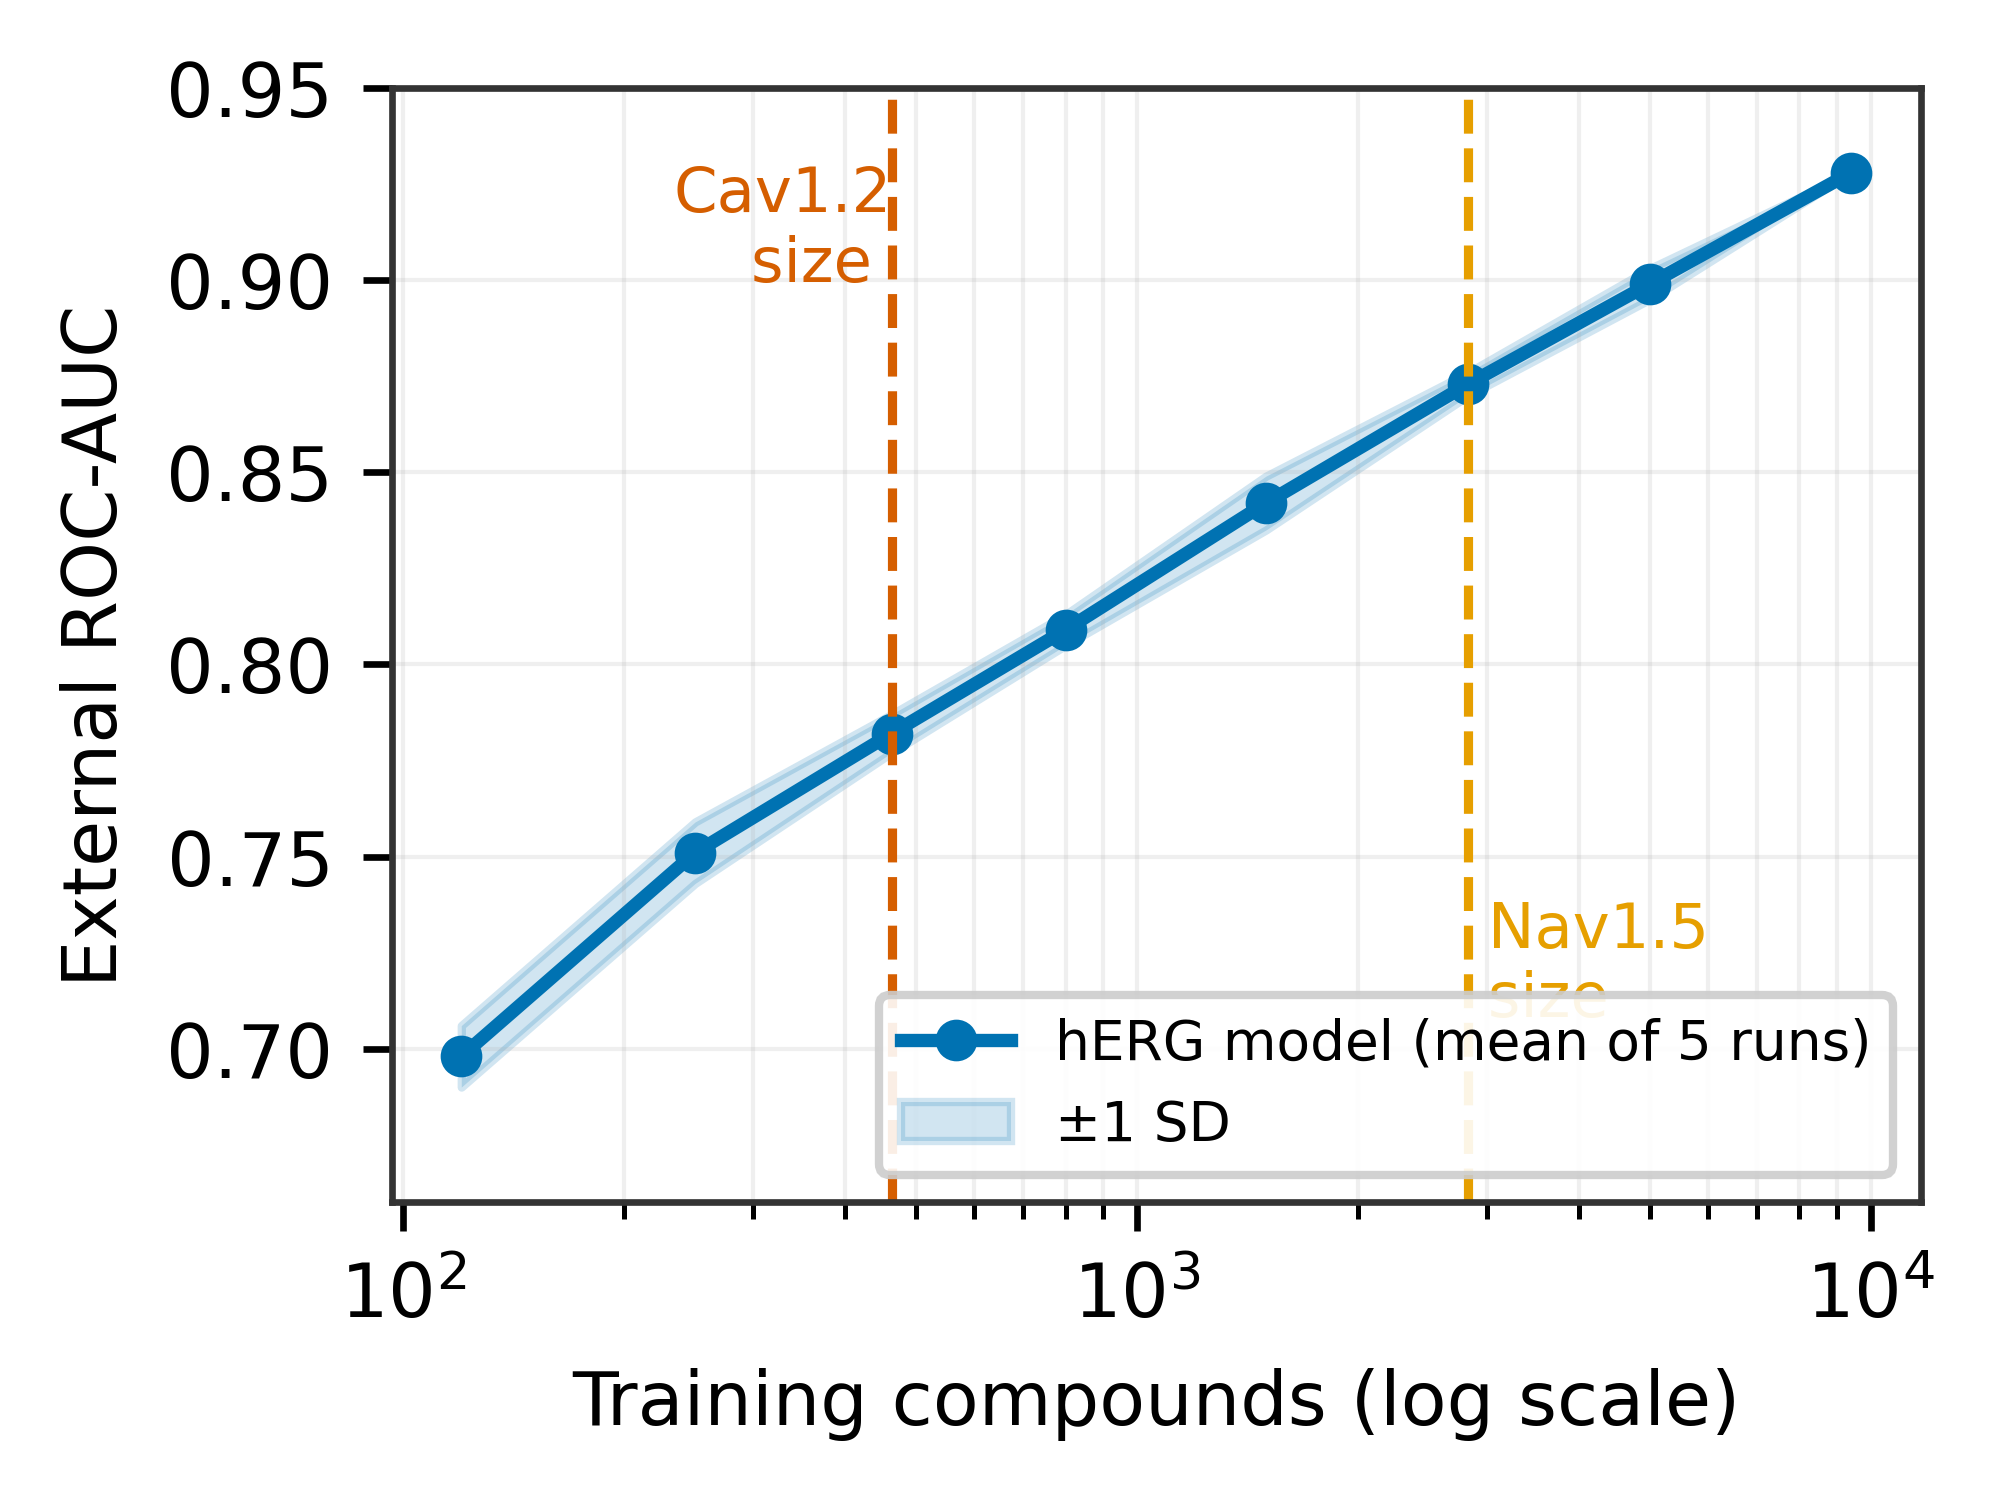 0.95
0.90
0.85
0.80
0.75
0.70
External ROC-AUC
Cav1.2
size
Nav1.5
size
hERG model (mean of 5 runs)
±1 SD
10²
10³
10⁴
Training compounds (log scale)